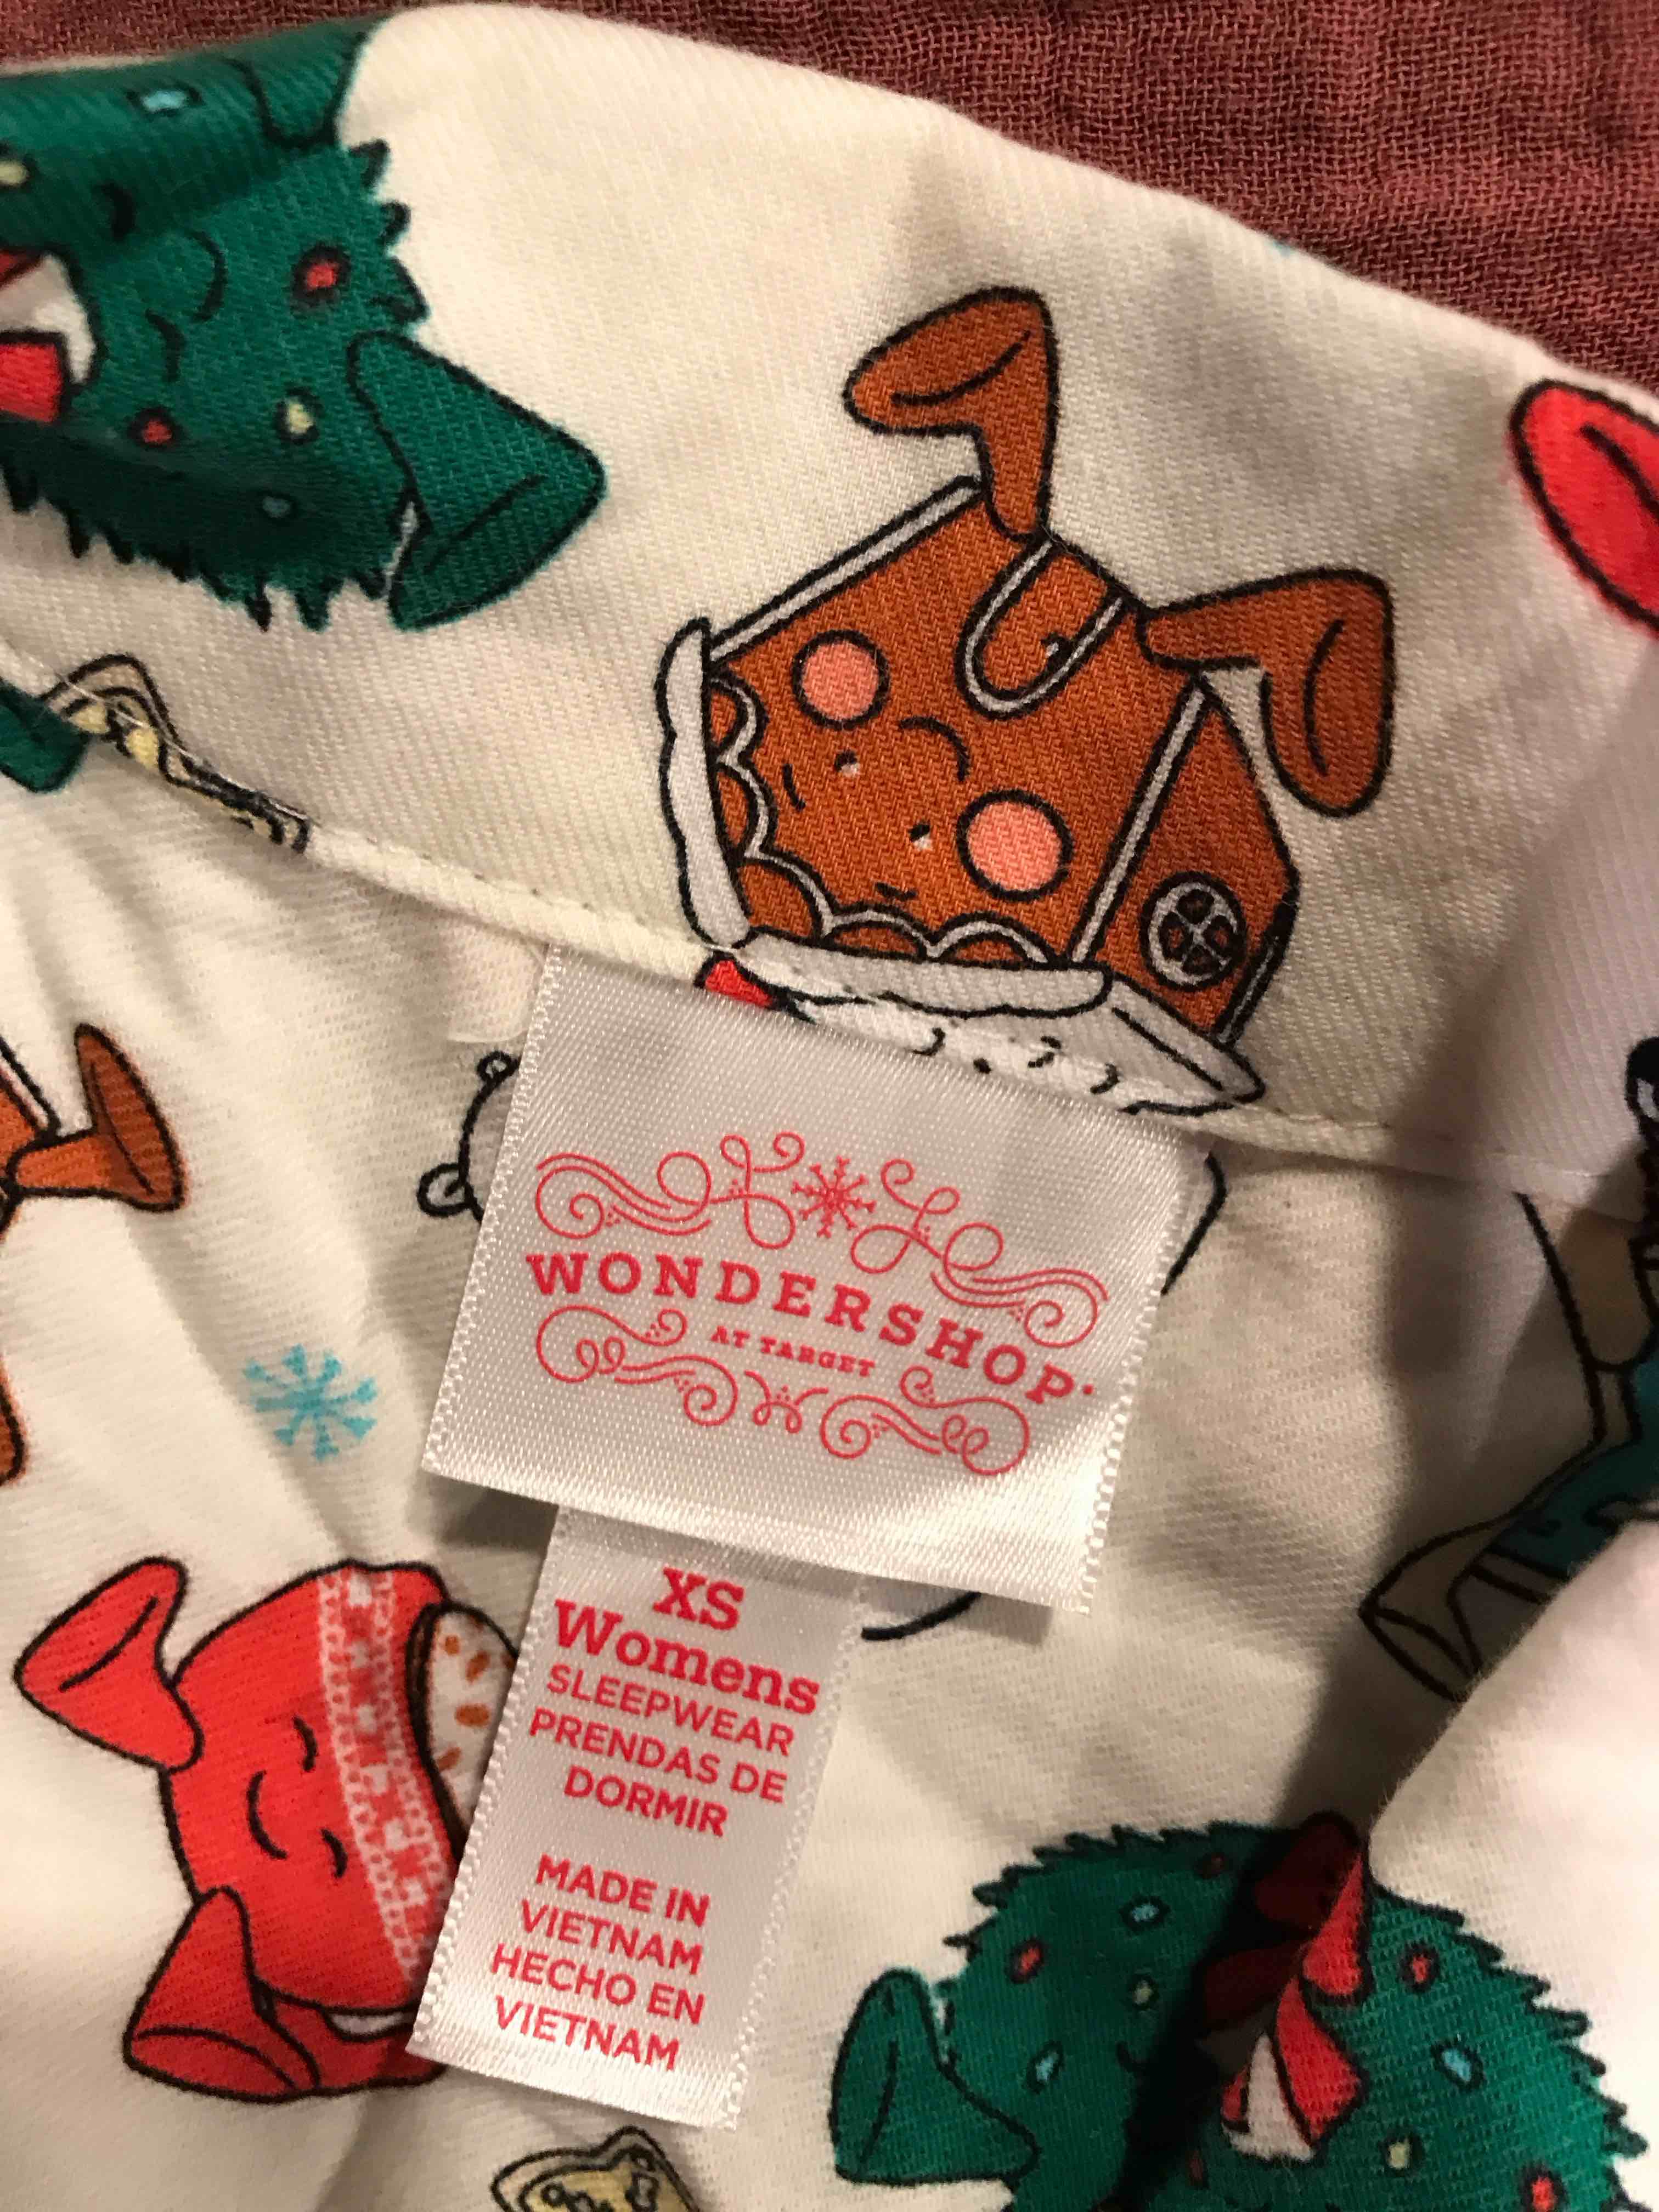 WONDERSHOP
AT TARGET
XS
Womens
SLEEPWEAR
PRENDAS DE
DORMIR
MADE IN
VIETNAM
HECHO EN
VIETNAM